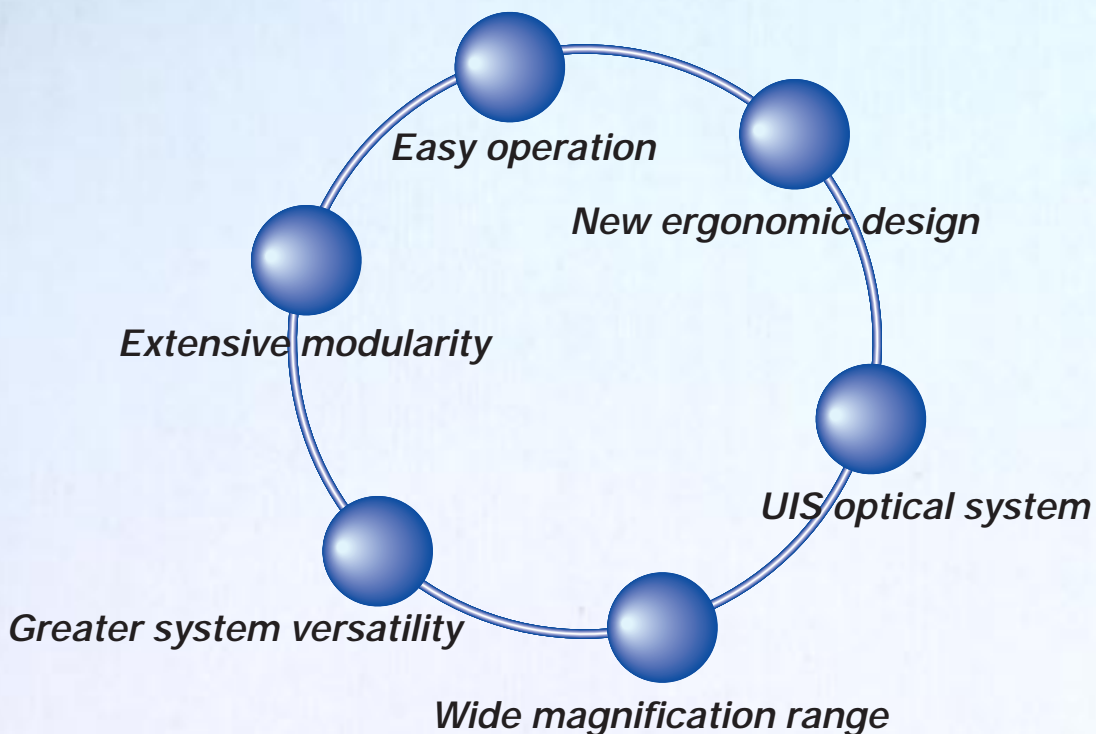 Easy operation
New ergonomic design
Extensive modularity
UIS optical system
Greater system versatility
Wide magnification range